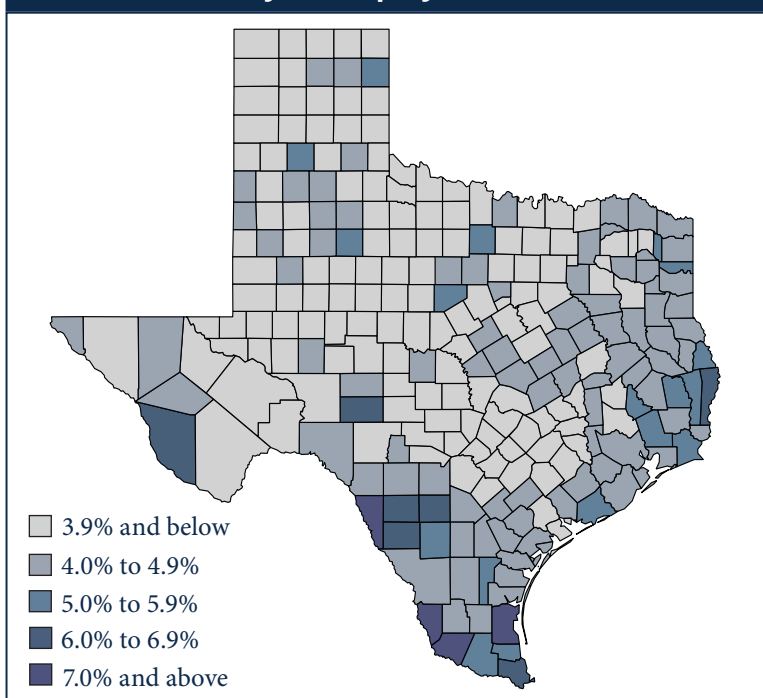 3.9% and below
4.0% to 4.9%
5.0% to 5.9%
6.0% to 6.9%
7.0% and above